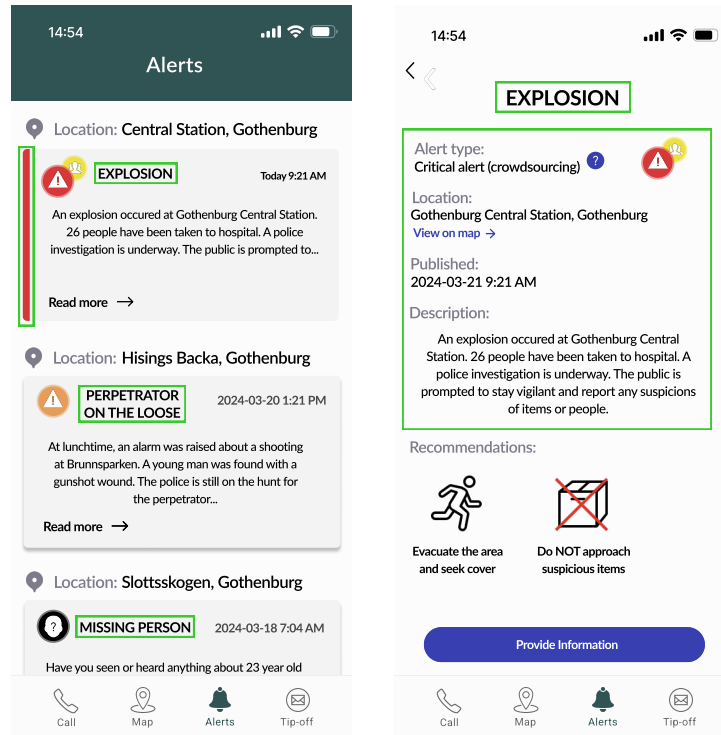 14:54
Alerts
Location: Central Station, Gothenburg
EXPLOSION
Today 9:21 AM
An explosion occured at Gothenburg Central Station.
26 people have been taken to hospital. A police
investigation is underway. The public is prompted to...
Read more
Location: Hisings Backa, Gothenburg
PERPETRATOR
ON THE LOOSE
2024-03-20 1:21 PM
At lunchtime, an alarm was raised about a shooting
at Brunnsparken. A young man was found with a
gunshot wound. The police is still on the hunt for
the perpetrator...
Read more
Location: Slottsskogen, Gothenburg
?
MISSING PERSON
2024-03-18 7:04 AM
Have you seen or heard anything about 23 year old
Call
Map
Alerts
Tip-off
14:54
EXPLOSION
Alert type:
Critical alert (crowdsourcing) ?
Location:
Gothenburg Central Station, Gothenburg
View on map
Published:
2024-03-21 9:21 AM
Description:
An explosion occured at Gothenburg Central
Station. 26 people have been taken to hospital. A
police investigation is underway. The public is
prompted to stay vigilant and report any suspicions
of items or people.
Recommendations:
Evacuate the area
and seek cover
Do NOT approach
suspicious items
Provide Information
Call
Map
Alerts
Tip-off